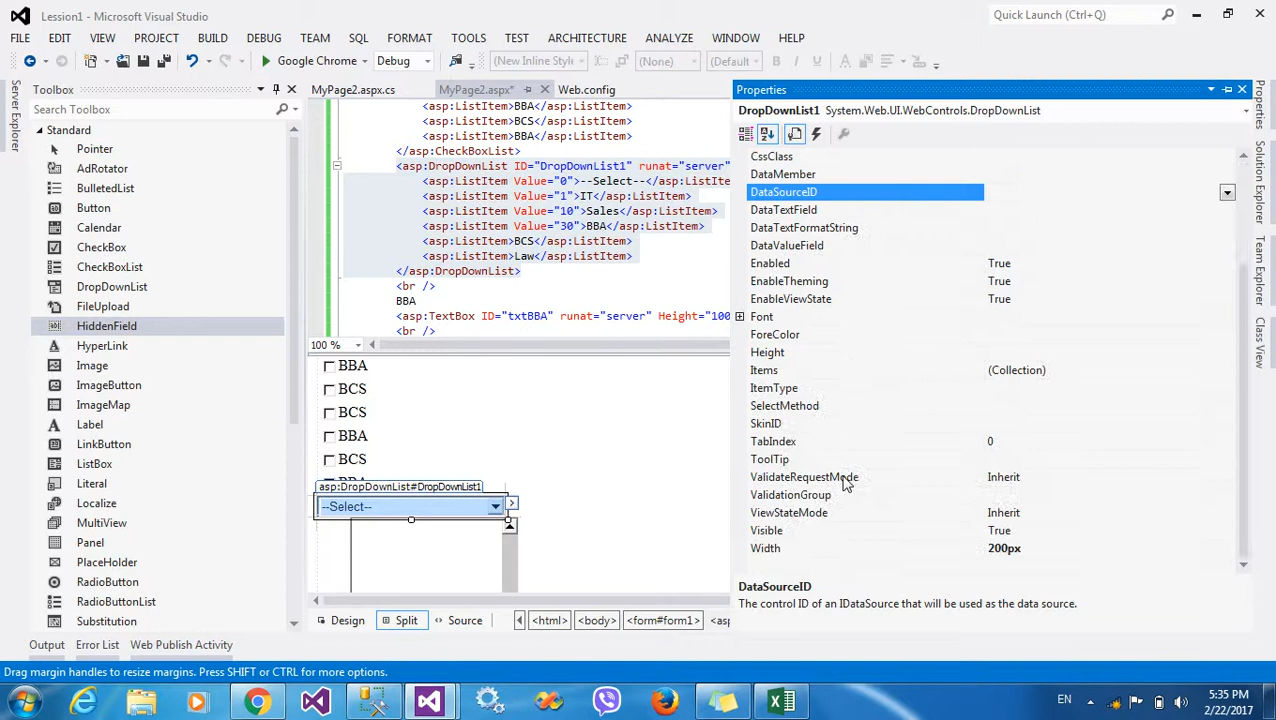 Lession1 - Microsoft Visual Studio
Quick Launch (Ctrl+Q)
FILE EDIT VIEW PROJECT BUILD DEBUG TEAM SQL FORMAT TOOLS TEST ARCHITECTURE ANALYZE WINDOW HELP
Google Chrome Debug (New Inline Style; (None) (Default B I U
Server Explorer
Toolbox
Search Toolbox
Standard
Pointer
AdRotator
BulletedList
Button
Calendar
CheckBox
CheckBoxList
DropDownList
FileUpload
HiddenField
HyperLink
Image
ImageButton
ImageMap
Label
LinkButton
ListBox
Literal
Localize
MultiView
Panel
PlaceHolder
RadioButton
RadioButtonList
Substitution
MyPage2.aspx.cs MyPage2.aspx* Web.config
<asp:ListItem>BBA</asp:ListItem>
<asp:ListItem>BCS</asp:ListItem>
<asp:ListItem>BBA</asp:ListItem>
</asp:CheckBoxList>
<asp:DropDownList ID="DropDownList1" runat="server"
<asp:ListItem Value="0">--Select--</asp:ListIte
<asp:ListItem Value="1">IT</asp:ListItem>
<asp:ListItem Value="10">Sales</asp:ListItem>
<asp:ListItem Value="30">BBA</asp:ListItem>
<asp:ListItem>BCS</asp:ListItem>
<asp:ListItem>Law</asp:ListItem>
</asp:DropDownList>
<br />
BBA
<asp:TextBox ID="txtBBA" runat="server" Height="100
<br />
100 %
BBA
BCS
BCS
BBA
BCS
asp:DropDownList#DropDownList1
--Select--
Design Split Source <html> <body> <form#form1> <asp
Properties
DropDownList1 System.Web.UI.WebControls.DropDownList
CssClass
DataMember
DataSourceID
DataTextField
DataTextFormatString
DataValueField
Enabled True
EnableTheming True
EnableViewState True
Font
ForeColor
Height
Items (Collection)
ItemType
SelectMethod
SkinID
TabIndex 0
ToolTip
ValidateRequestMode Inherit
ValidationGroup
ViewStateMode Inherit
Visible True
Width 200px
DataSourceID
The control ID of an IDataSource that will be used as the data source.
Properties
Solution Explorer
Team Explorer
Class View
Output Error List Web Publish Activity
Drag margin handles to resize margins. Press SHIFT or CTRL for more options.
EN
5:35 PM
2/22/2017